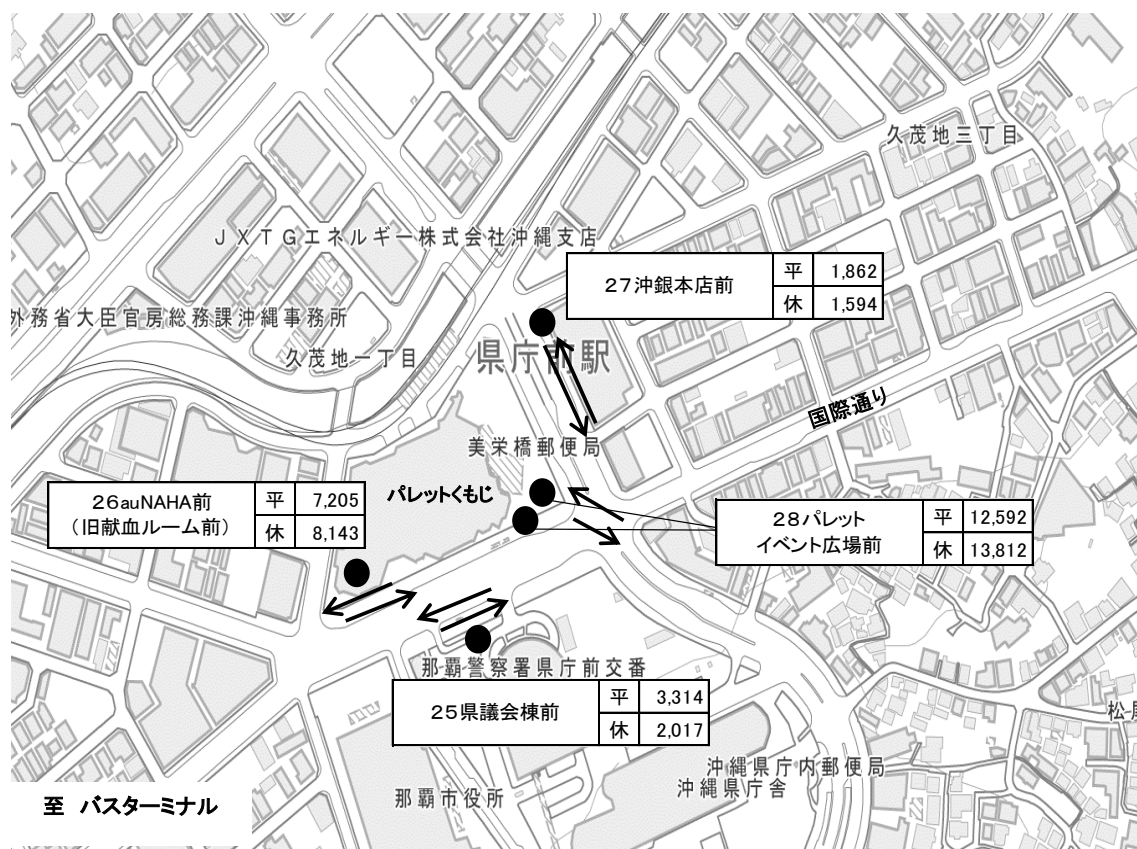 久茂地三丁目
JXTGエネルギー株式会社沖縄支店
27沖銀本店前
平 1,862
休 1,594
外務省大臣官房総務課沖縄事務所
久茂地一丁目
県庁前駅
国際通り
美栄橋郵便局
パレットくもじ
26auNAHA前
(旧献血ルーム前)
平 7,205
休 8,143
28パレット
イベント広場前
平 12,592
休 13,812
那覇警察署県庁前交番
25県議会棟前
平 3,314
休 2,017
松尾
沖縄県庁内郵便局
沖縄県庁舎
那覇市役所
至 バスターミナル